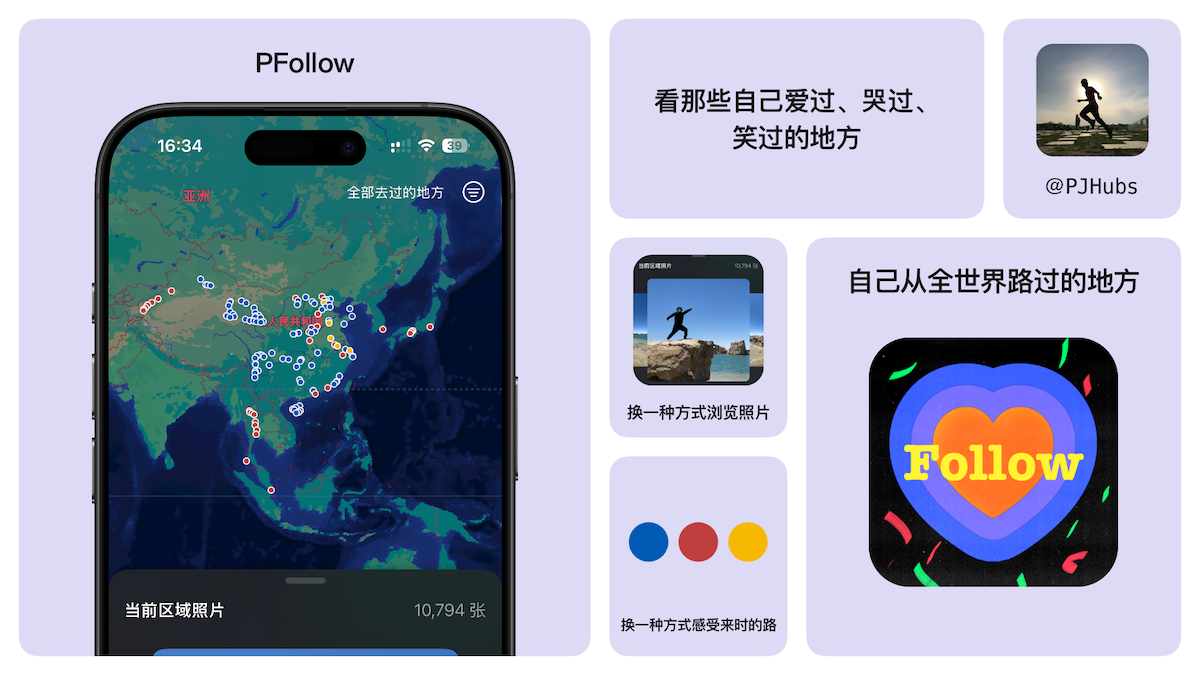 PFollow
16:34
39
亚洲
全部去过的地方
人民共和国
当前区域照片
10,794 张
看那些自己爱过、哭过、
笑过的地方
@PJHubs
当前区域照片
10,794 张
换一种方式浏览照片
换一种方式感受来时的路
自己从全世界路过的地方
Follow